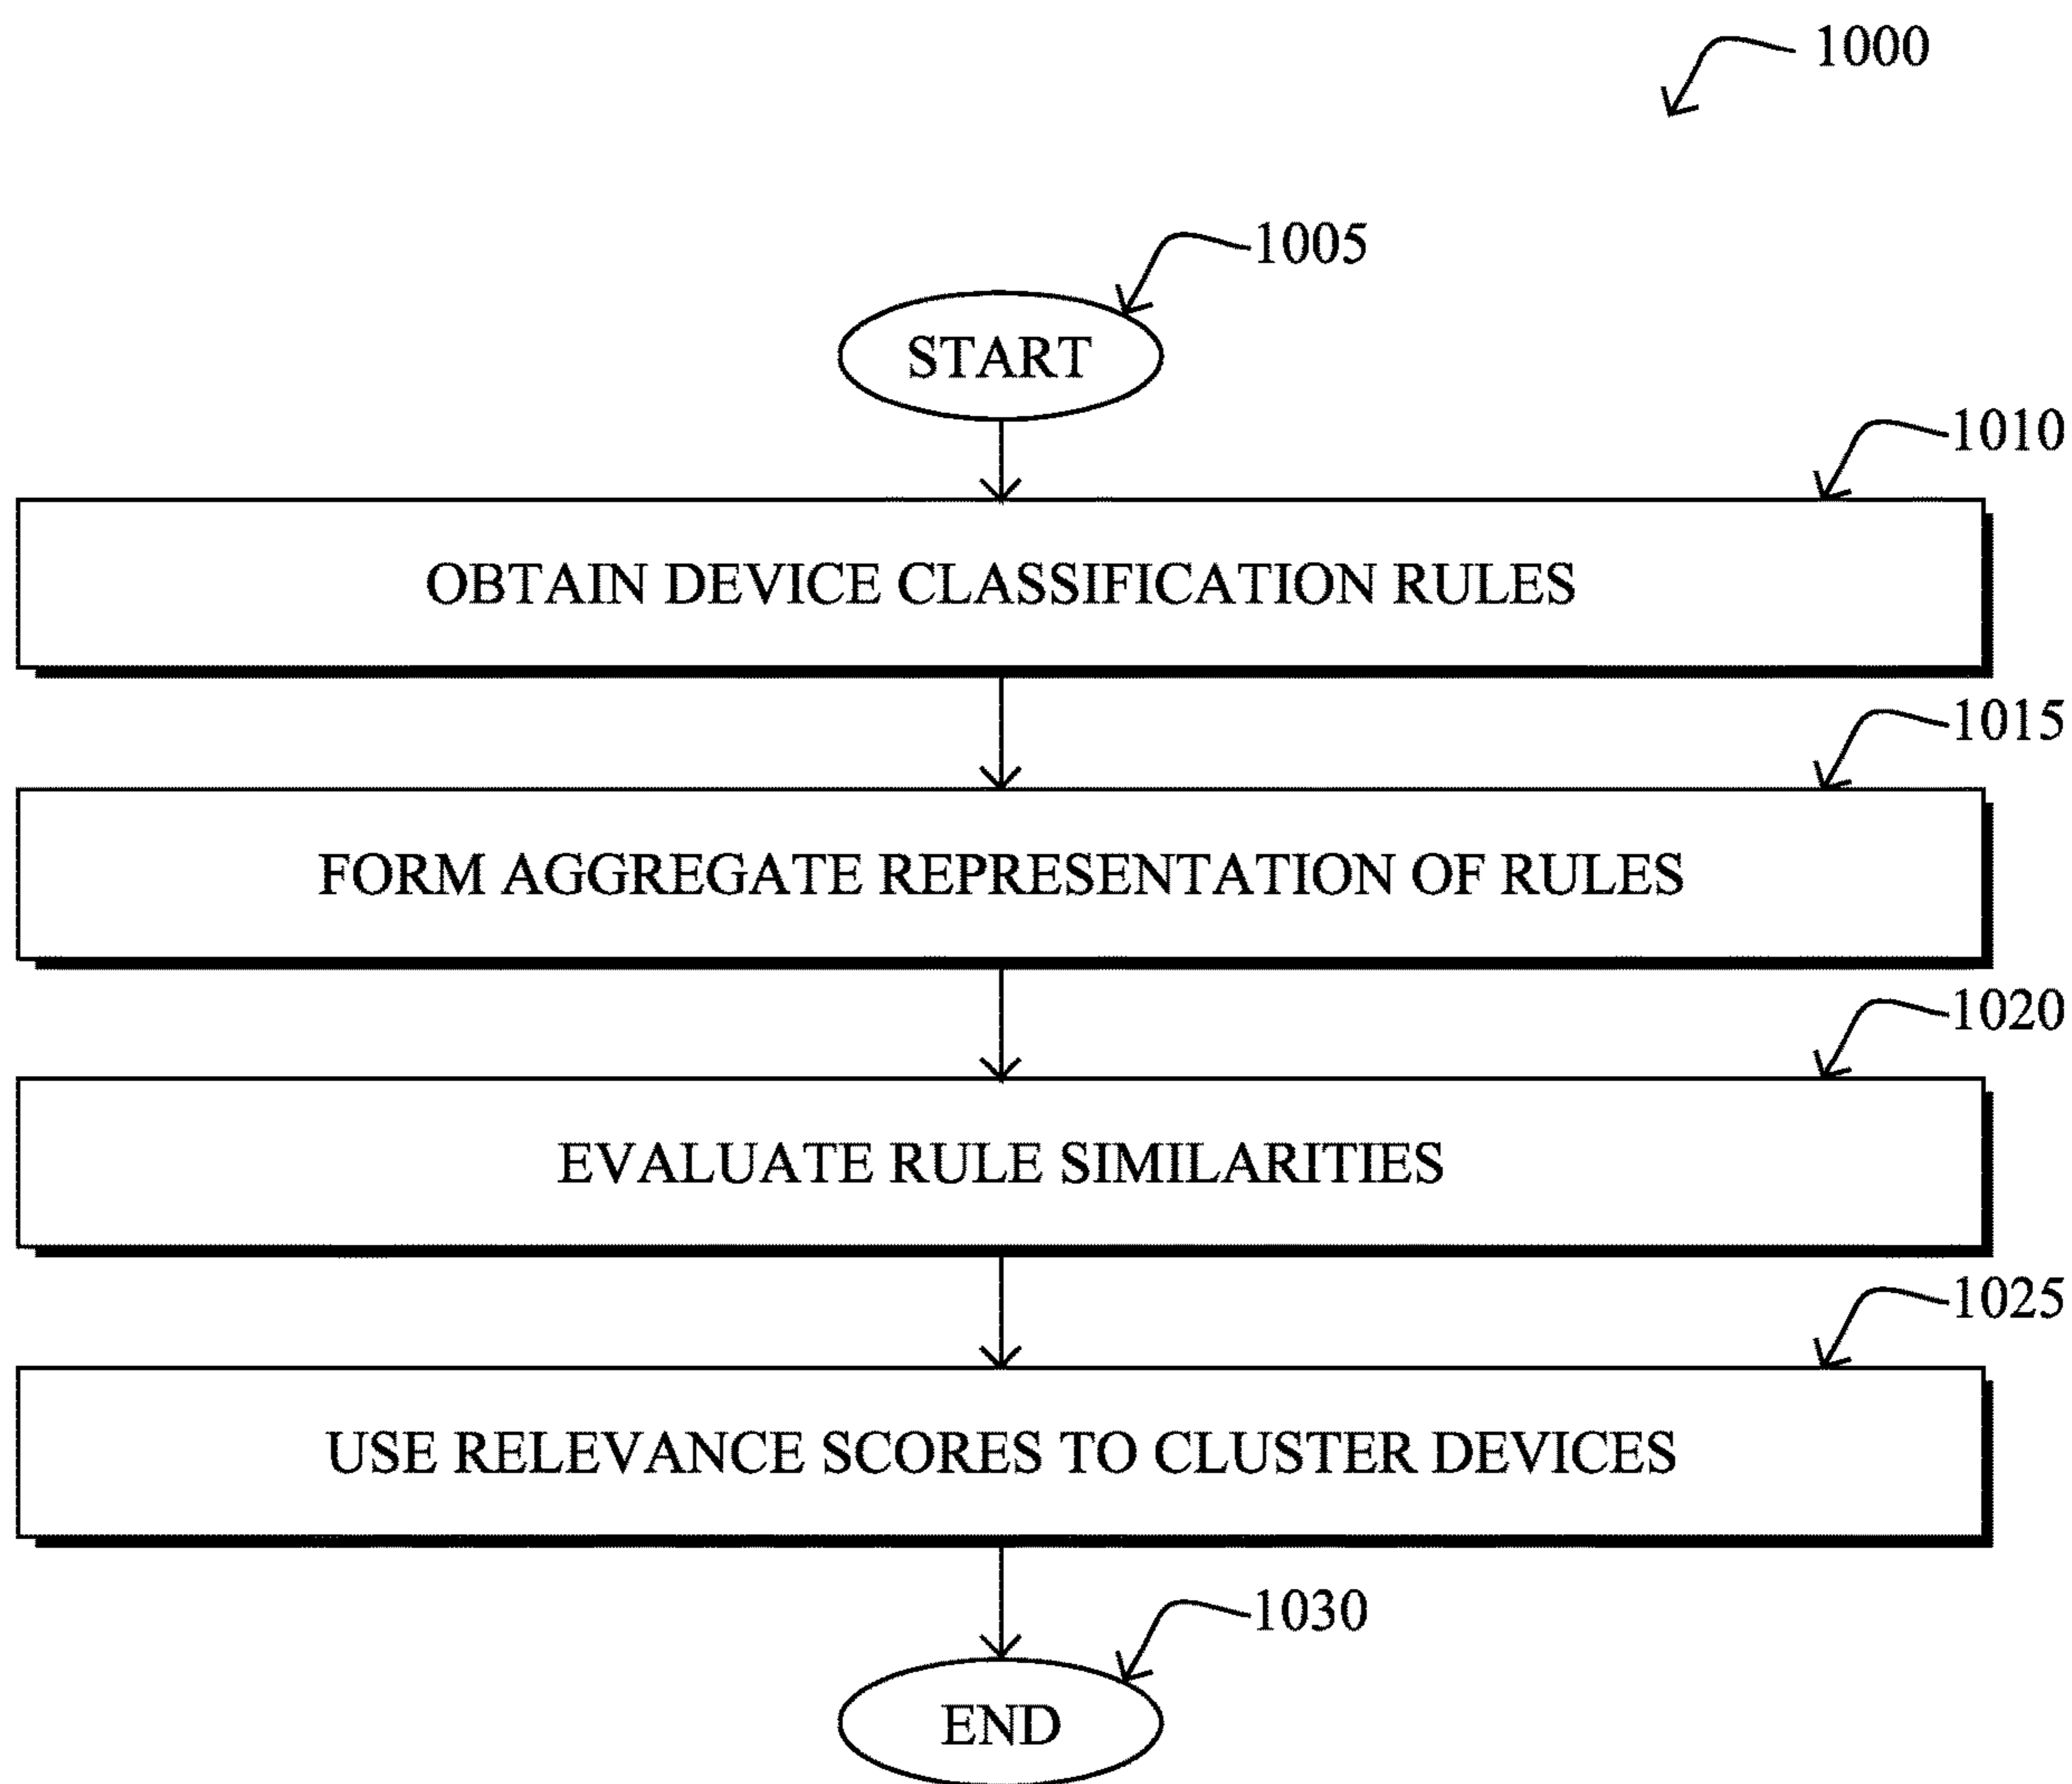 1000
1005
START
1010
OBTAIN DEVICE CLASSIFICATION RULES
1015
FORM AGGREGATE REPRESENTATION OF RULES
1020
EVALUATE RULE SIMILARITIES
1025
USE RELEVANCE SCORES TO CLUSTER DEVICES
1030
END